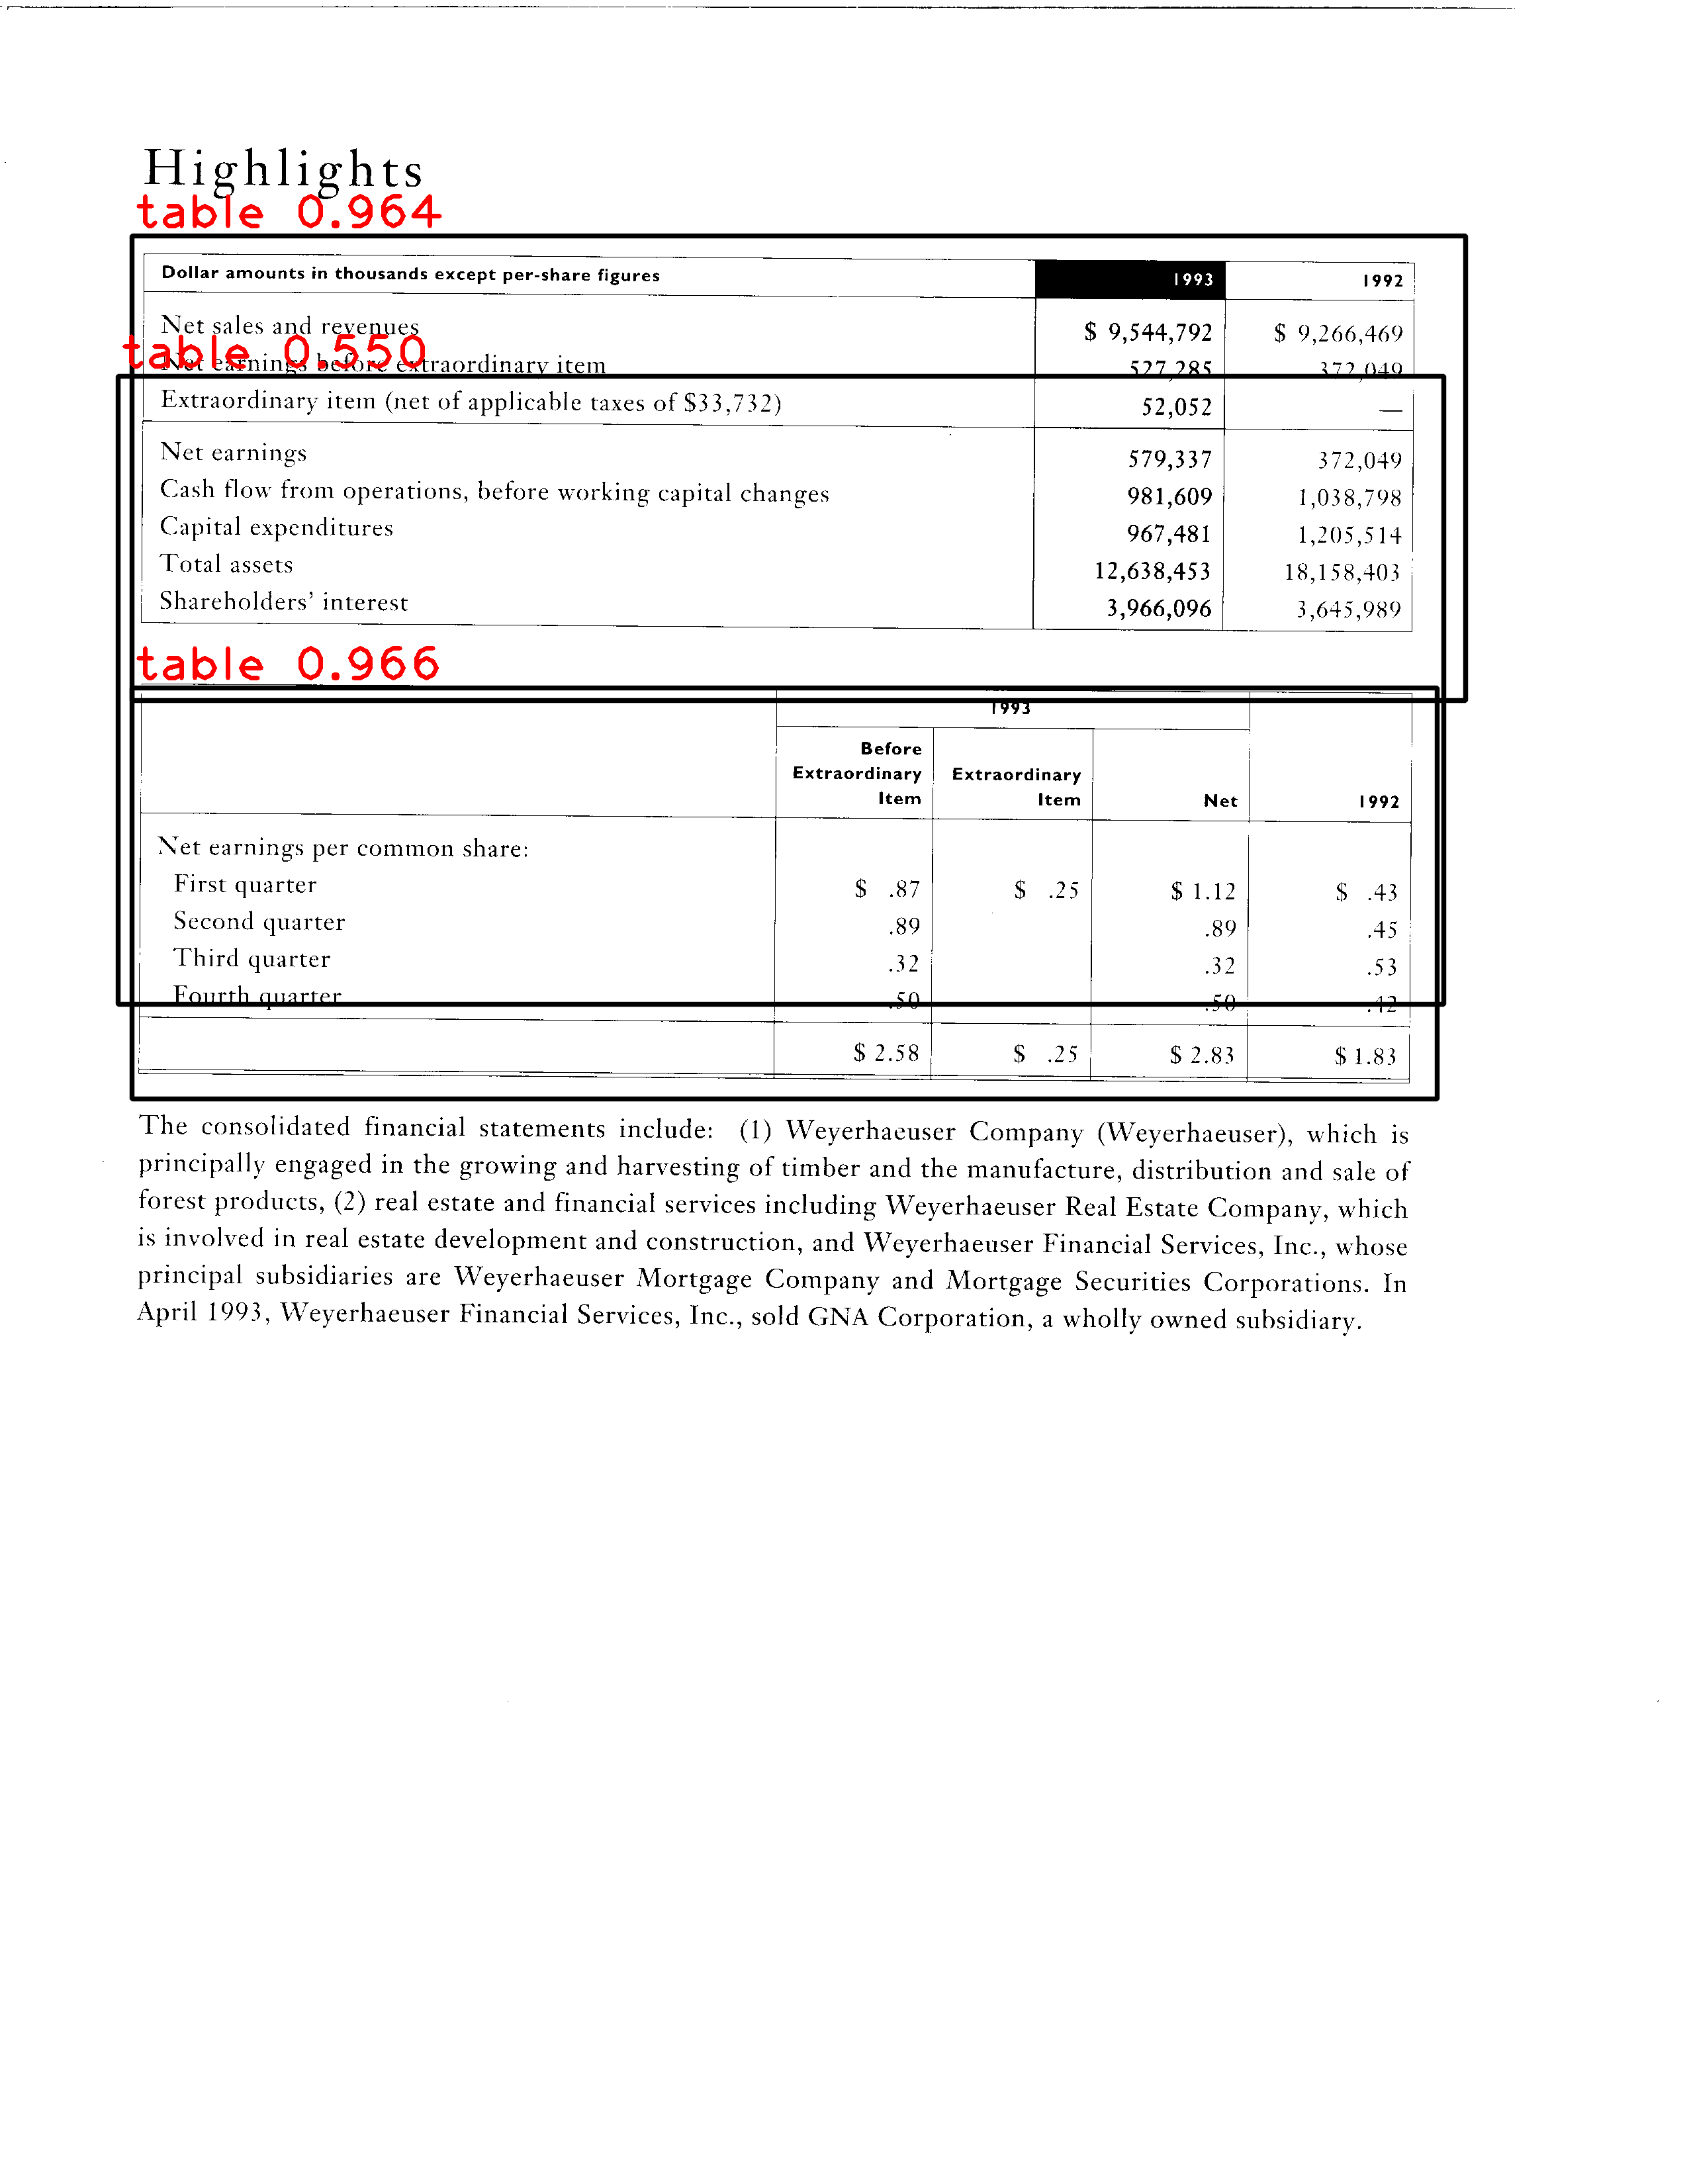 Highlights
table 0.964
Dollar amounts in thousands except per-share figures 1993 1992
Net sales and revenues $ 9,544,792 $ 9,266,469
table 0.550
Net earnings before extraordinary item 527,285 372,049
Extraordinary item (net of applicable taxes of $33,732) 52,052 —
Net earnings 579,337 372,049
Cash flow from operations, before working capital changes 981,609 1,038,798
Capital expenditures 967,481 1,205,514
Total assets 12,638,453 18,158,403
Shareholders' interest 3,966,096 3,645,989
table 0.966
1993
Before
Extraordinary Extraordinary
Item Item Net 1992
Net earnings per common share:
First quarter $ .87 $ .25 $ 1.12 $ .43
Second quarter .89 .89 .45
Third quarter .32 .32 .53
Fourth quarter .50 .50 .42
$ 2.58 $ .25 $ 2.83 $ 1.83
The consolidated financial statements include: (1) Weyerhaeuser Company (Weyerhaeuser), which is
principally engaged in the growing and harvesting of timber and the manufacture, distribution and sale of
forest products, (2) real estate and financial services including Weyerhaeuser Real Estate Company, which
is involved in real estate development and construction, and Weyerhaeuser Financial Services, Inc., whose
principal subsidiaries are Weyerhaeuser Mortgage Company and Mortgage Securities Corporations. In
April 1993, Weyerhaeuser Financial Services, Inc., sold GNA Corporation, a wholly owned subsidiary.